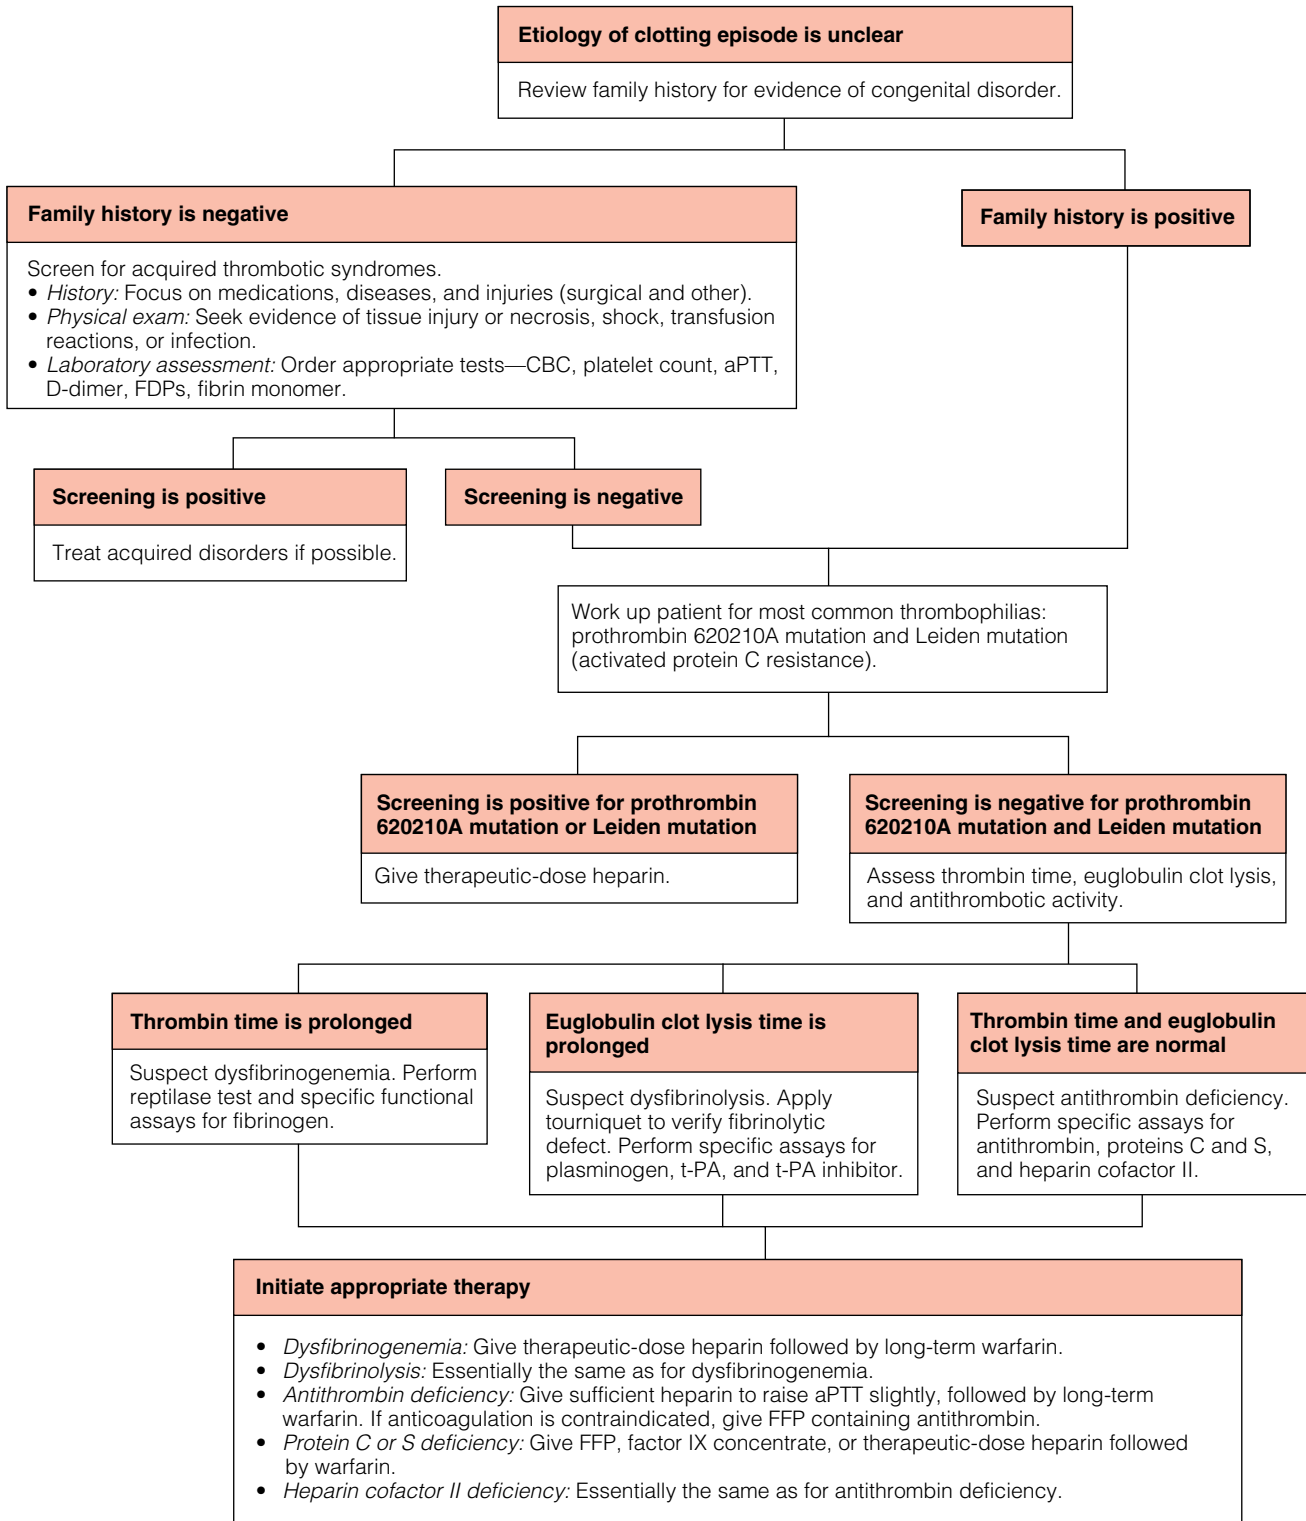 Etiology of clotting episode is unclear
Review family history for evidence of congenital disorder.
Family history is negative
Screen for acquired thrombotic syndromes.
• History: Focus on medications, diseases, and injuries (surgical and other).
• Physical exam: Seek evidence of tissue injury or necrosis, shock, transfusion
reactions, or infection.
• Laboratory assessment: Order appropriate tests—CBC, platelet count, aPTT,
D-dimer, FDPs, fibrin monomer.
Family history is positive
Screening is positive
Treat acquired disorders if possible.
Screening is negative
Work up patient for most common thrombophilias:
prothrombin 620210A mutation and Leiden mutation
(activated protein C resistance).
Screening is positive for prothrombin
620210A mutation or Leiden mutation
Give therapeutic-dose heparin.
Screening is negative for prothrombin
620210A mutation and Leiden mutation
Assess thrombin time, euglobulin clot lysis,
and antithrombotic activity.
Thrombin time is prolonged
Suspect dysfibrinogenemia. Perform
reptilase test and specific functional
assays for fibrinogen.
Euglobulin clot lysis time is
prolonged
Suspect dysfibrinolysis. Apply
tourniquet to verify fibrinolytic
defect. Perform specific assays for
plasminogen, t-PA, and t-PA inhibitor.
Thrombin time and euglobulin
clot lysis time are normal
Suspect antithrombin deficiency.
Perform specific assays for
antithrombin, proteins C and S,
and heparin cofactor II.
Initiate appropriate therapy
• Dysfibrinogenemia: Give therapeutic-dose heparin followed by long-term warfarin.
• Dysfibrinolysis: Essentially the same as for dysfibrinogenemia.
• Antithrombin deficiency: Give sufficient heparin to raise aPTT slightly, followed by long-term
warfarin. If anticoagulation is contraindicated, give FFP containing antithrombin.
• Protein C or S deficiency: Give FFP, factor IX concentrate, or therapeutic-dose heparin followed
by warfarin.
• Heparin cofactor II deficiency: Essentially the same as for antithrombin deficiency.